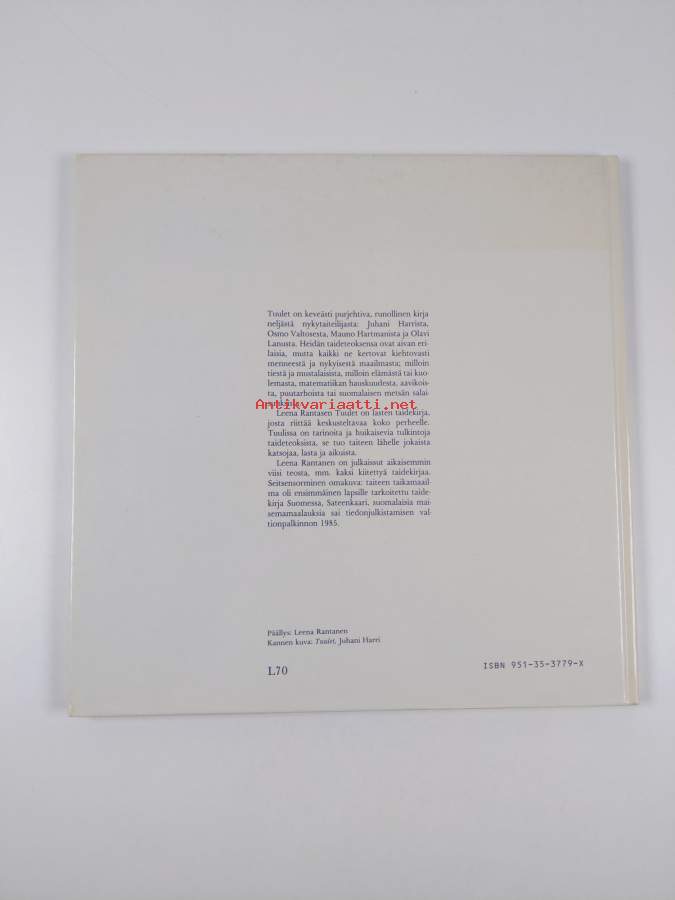 Tuulet on keveästi purjehtiva, runollinen kirja
neljästä nykytaiteilijasta: Juhani Harrista,
Osmo Valtosesta, Mauno Hartmanista ja Olavi
Lanusta. Heidän taideteoksensa ovat aivan eri-
laisia, mutta kaikki ne kertovat kiehtovasti
menneestä ja nykyisestä maailmasta; milloin
tiestä ja mustalaisista, milloin elämästä tai kuo-
lemasta, matematiikan hauskuudesta, aavikois-
ta, puutarhoista tai suomalaisen metsän salai-
Antikvariaatti.net
Leena Rantasen Tuulet on lasten taidekirja,
josta riittää keskusteltavaa koko perheelle.
Tuulissa on tarinoita ja huikaisevia tulkintoja
taideteoksista, se tuo taiteen lähelle jokaista
katsojaa, lasta ja aikuista.
Leena Rantanen on julkaissut aikaisemmin
viisi teosta, mm. kaksi kiitettyä taidekirjaa.
Seitsensorminen omakuva: taiteen taikamaail-
ma oli ensimmäinen lapsille tarkoitettu taide-
kirja Suomessa, Sateenkaari, suomalaisia mai-
semamaalauksia sai tiedonjulkistamisen val-
tionpalkinnon 1985.
Päällys: Leena Rantanen
Kannen kuva: Tuulet, Juhani Harri
L70
ISBN 951-35-3779-X